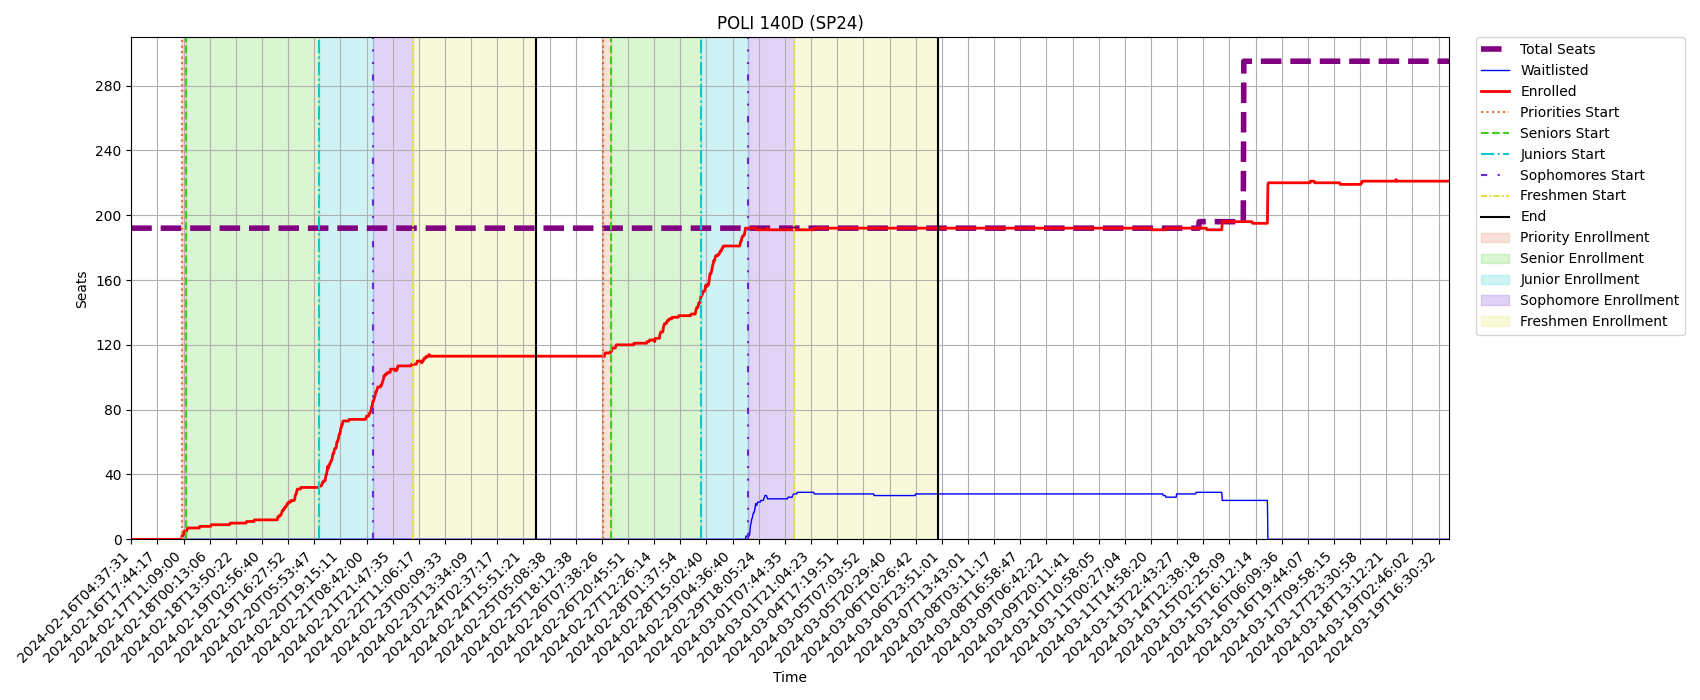 POLI 140D (SP24)
Seats
280
240
200
160
120
80
40
0
2024-02-16T04:37:31
2024-02-16T17:44:17
2024-02-17T11:09:00
2024-02-18T00:13:06
2024-02-18T13:50:22
2024-02-19T02:56:40
2024-02-19T16:27:52
2024-02-20T05:53:47
2024-02-20T19:15:11
2024-02-21T08:42:00
2024-02-21T21:47:35
2024-02-22T11:06:17
2024-02-23T00:09:33
2024-02-23T13:34:09
2024-02-24T02:37:17
2024-02-24T15:51:21
2024-02-25T05:08:38
2024-02-25T18:12:38
2024-02-26T07:38:26
2024-02-26T20:45:51
2024-02-27T12:26:14
2024-02-28T01:37:54
2024-02-28T15:02:40
2024-02-29T04:36:40
2024-02-29T18:05:24
2024-03-01T07:44:35
2024-03-01T21:04:23
2024-03-04T17:19:51
2024-03-05T07:03:52
2024-03-05T20:29:40
2024-03-06T10:26:42
2024-03-06T23:51:01
2024-03-07T13:43:01
2024-03-08T03:11:17
2024-03-08T16:58:47
2024-03-09T06:42:22
2024-03-09T20:11:41
2024-03-10T10:58:05
2024-03-11T00:27:04
2024-03-11T14:58:20
2024-03-13T22:43:27
2024-03-14T12:38:18
2024-03-15T02:25:09
2024-03-15T16:12:14
2024-03-16T06:09:36
2024-03-16T19:44:07
2024-03-17T09:58:15
2024-03-17T23:30:58
2024-03-18T13:12:21
2024-03-19T02:46:02
2024-03-19T16:30:32
Time
Total Seats
Waitlisted
Enrolled
Priorities Start
Seniors Start
Juniors Start
Sophomores Start
Freshmen Start
End
Priority Enrollment
Senior Enrollment
Junior Enrollment
Sophomore Enrollment
Freshmen Enrollment